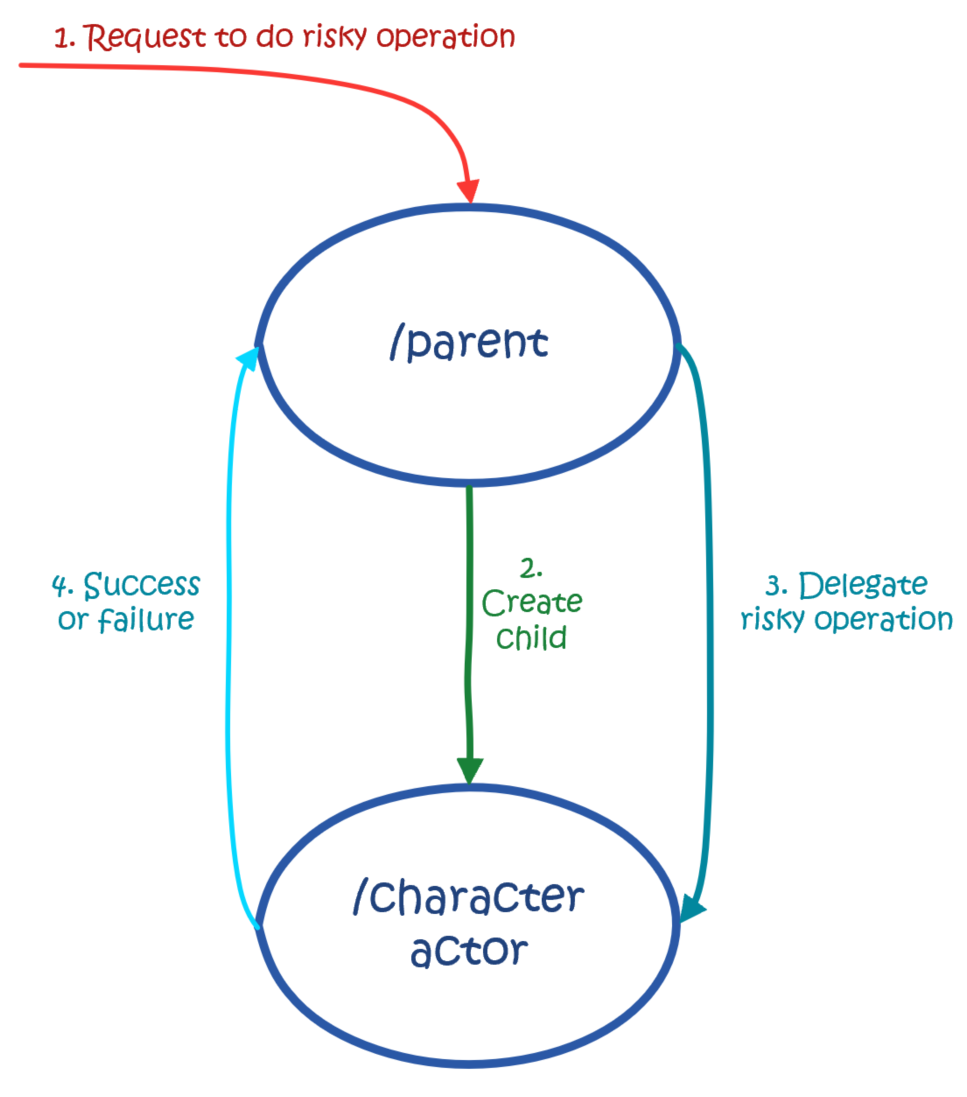 1. Request to do risky operation
/parent
4. Success
or failure
2.
Create
child
3. Delegate
risky operation
/character
actor